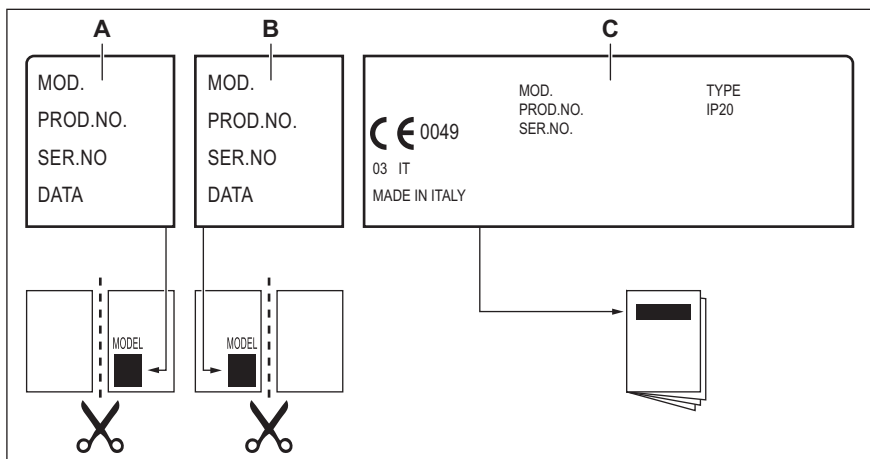 A
B
C
MOD.
PROD.NO.
SER.NO
DATA
MOD.
PROD.NO.
SER.NO
DATA
MOD.
PROD.NO.
SER.NO.
TYPE
IP20
CE 0049
03 IT
MADE IN ITALY
MODEL
MODEL